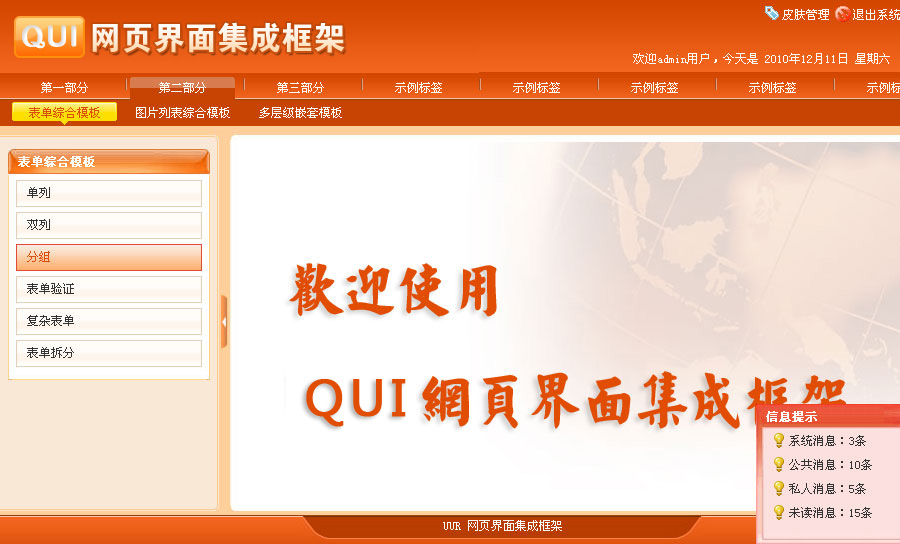 QUI 网页界面集成框架
皮肤管理 退出系统
欢迎admin用户，今天是 2010年12月11日 星期六
第一部分 第二部分 第三部分 示例标签 示例标签 示例标签 示例标签 示例标
表单综合模板 图片列表综合模板 多层级嵌套模板
表单综合模板
单列
双列
分组
表单验证
复杂表单
表单拆分
歡迎使用
QUI 網頁界面集成框架
信息提示
系统消息：3条
公共消息：10条
私人消息：5条
未读消息：15条
UUR 网页界面集成框架